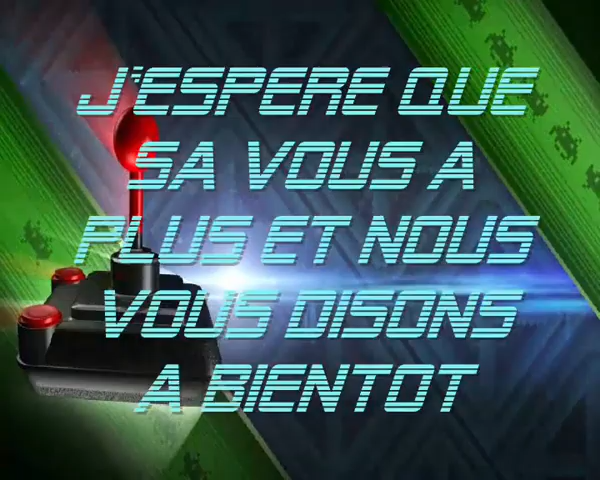 J'ESPERE QUE
SA VOUS A
PLUS ET NOUS
VOUS DISONS
A BIENTOT